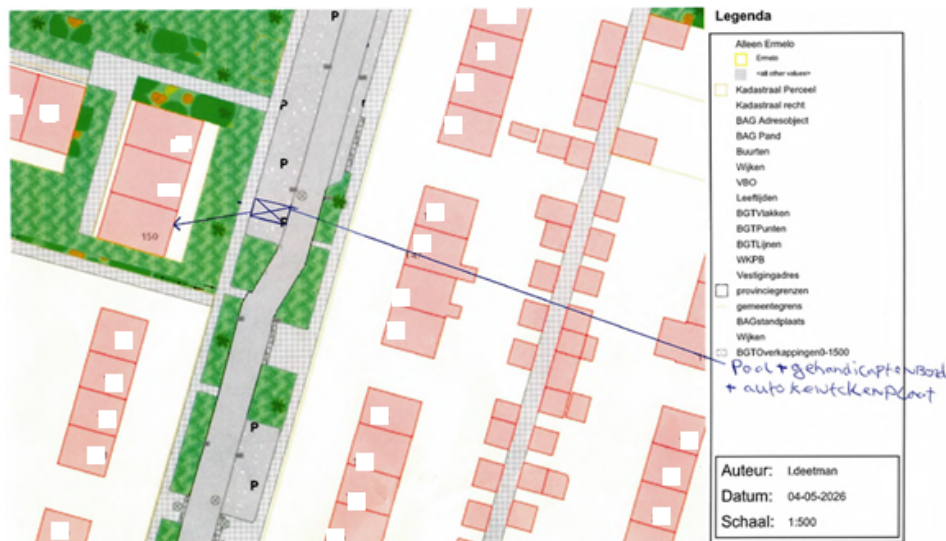 P
P
P
P
150
P
P
Legenda
Alleen Ermelo
Ermelo
<all other values>
Kadastraal Perceel
Kadastraal recht
BAG Adresobject
BAG Pand
Buurten
Wijken
VBO
Leeftijden
BGTVlakken
BGTPunten
BGTLijnen
WKPB
Vestigingadres
provinciegrenzen
gemeentegrens
BAGstandplaats
Wijken
BGTOverkappingen0-1500
Paal + gehandicaptenbord
+ autokentekenplaat
Auteur: l.deetman
Datum: 04-05-2026
Schaal: 1:500